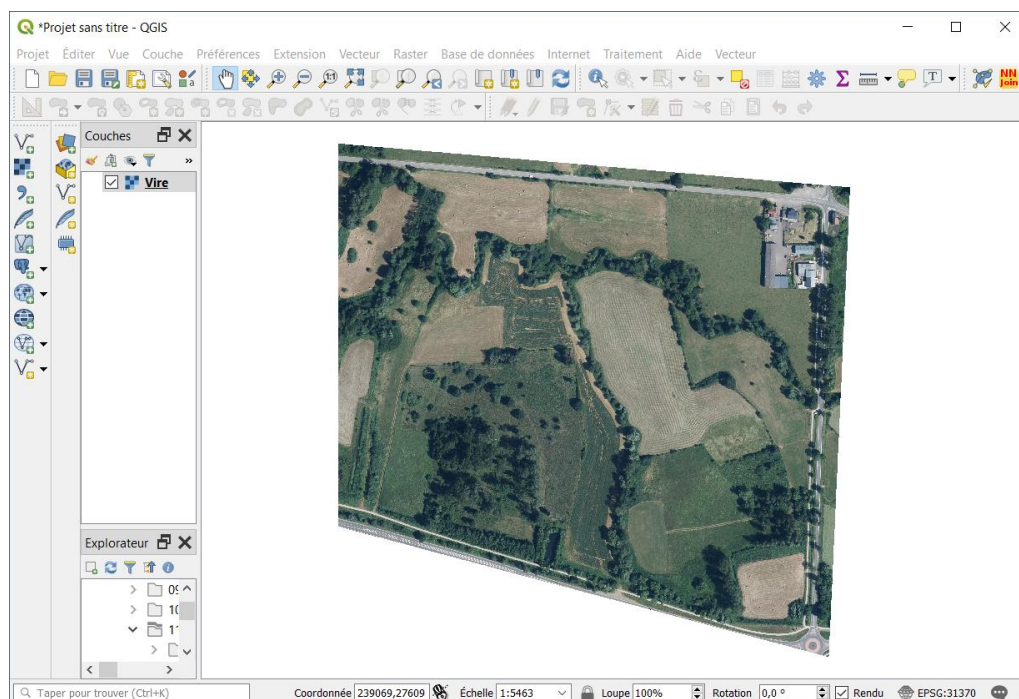 *Projet sans titre - QGIS
Projet Éditer Vue Couche Préférences Extension Vecteur Raster Base de données Internet Traitement Aide Vecteur
NN
join
Couches
Vire
Explorateur
Taper pour trouver (Ctrl+K) Coordonnée 239069,27609 Échelle 1:5463 Loupe 100% Rotation 0,0 ° Rendu EPSG:31370